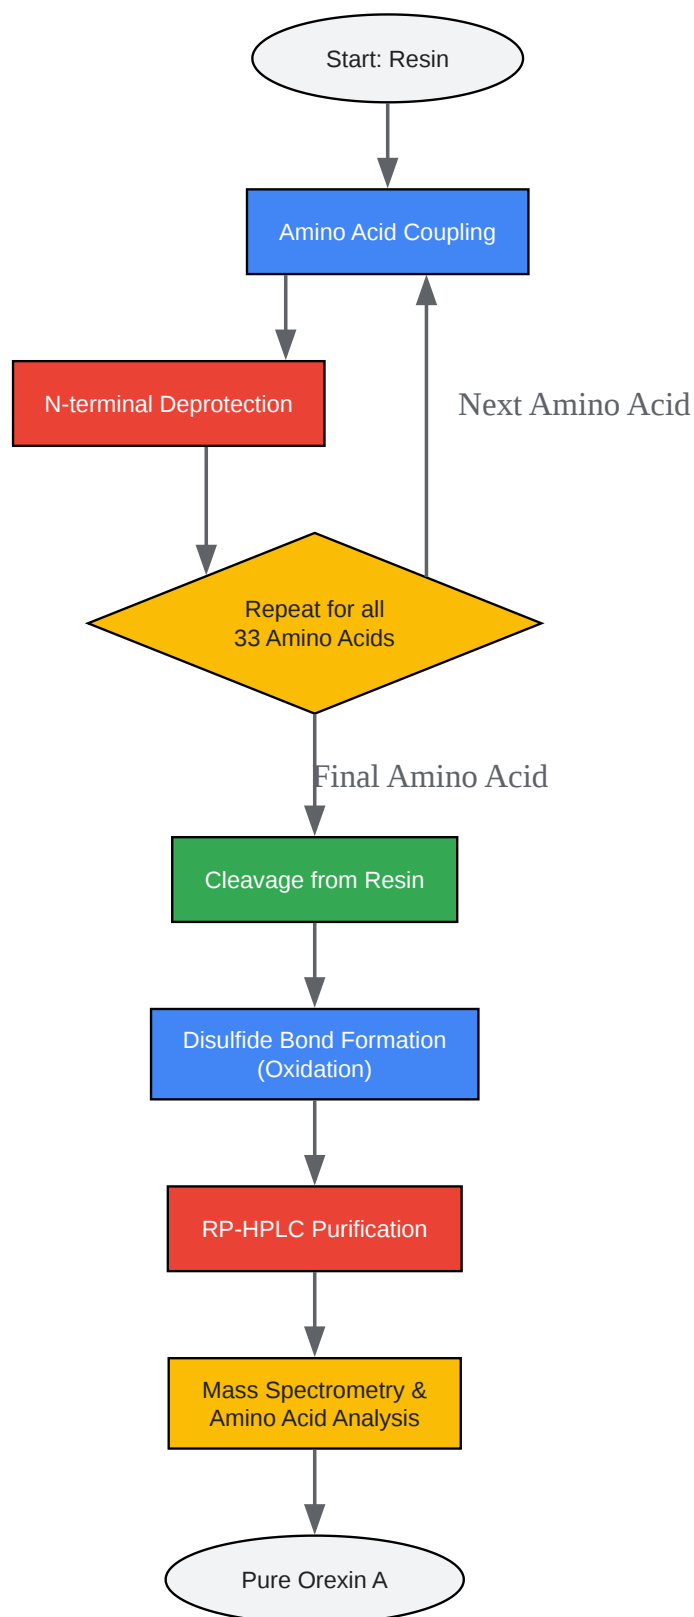 Start: Resin
Amino Acid Coupling
N-terminal Deprotection
Next Amino Acid
Repeat for all
33 Amino Acids
Final Amino Acid
Cleavage from Resin
Disulfide Bond Formation
(Oxidation)
RP-HPLC Purification
Mass Spectrometry &
Amino Acid Analysis
Pure Orexin A